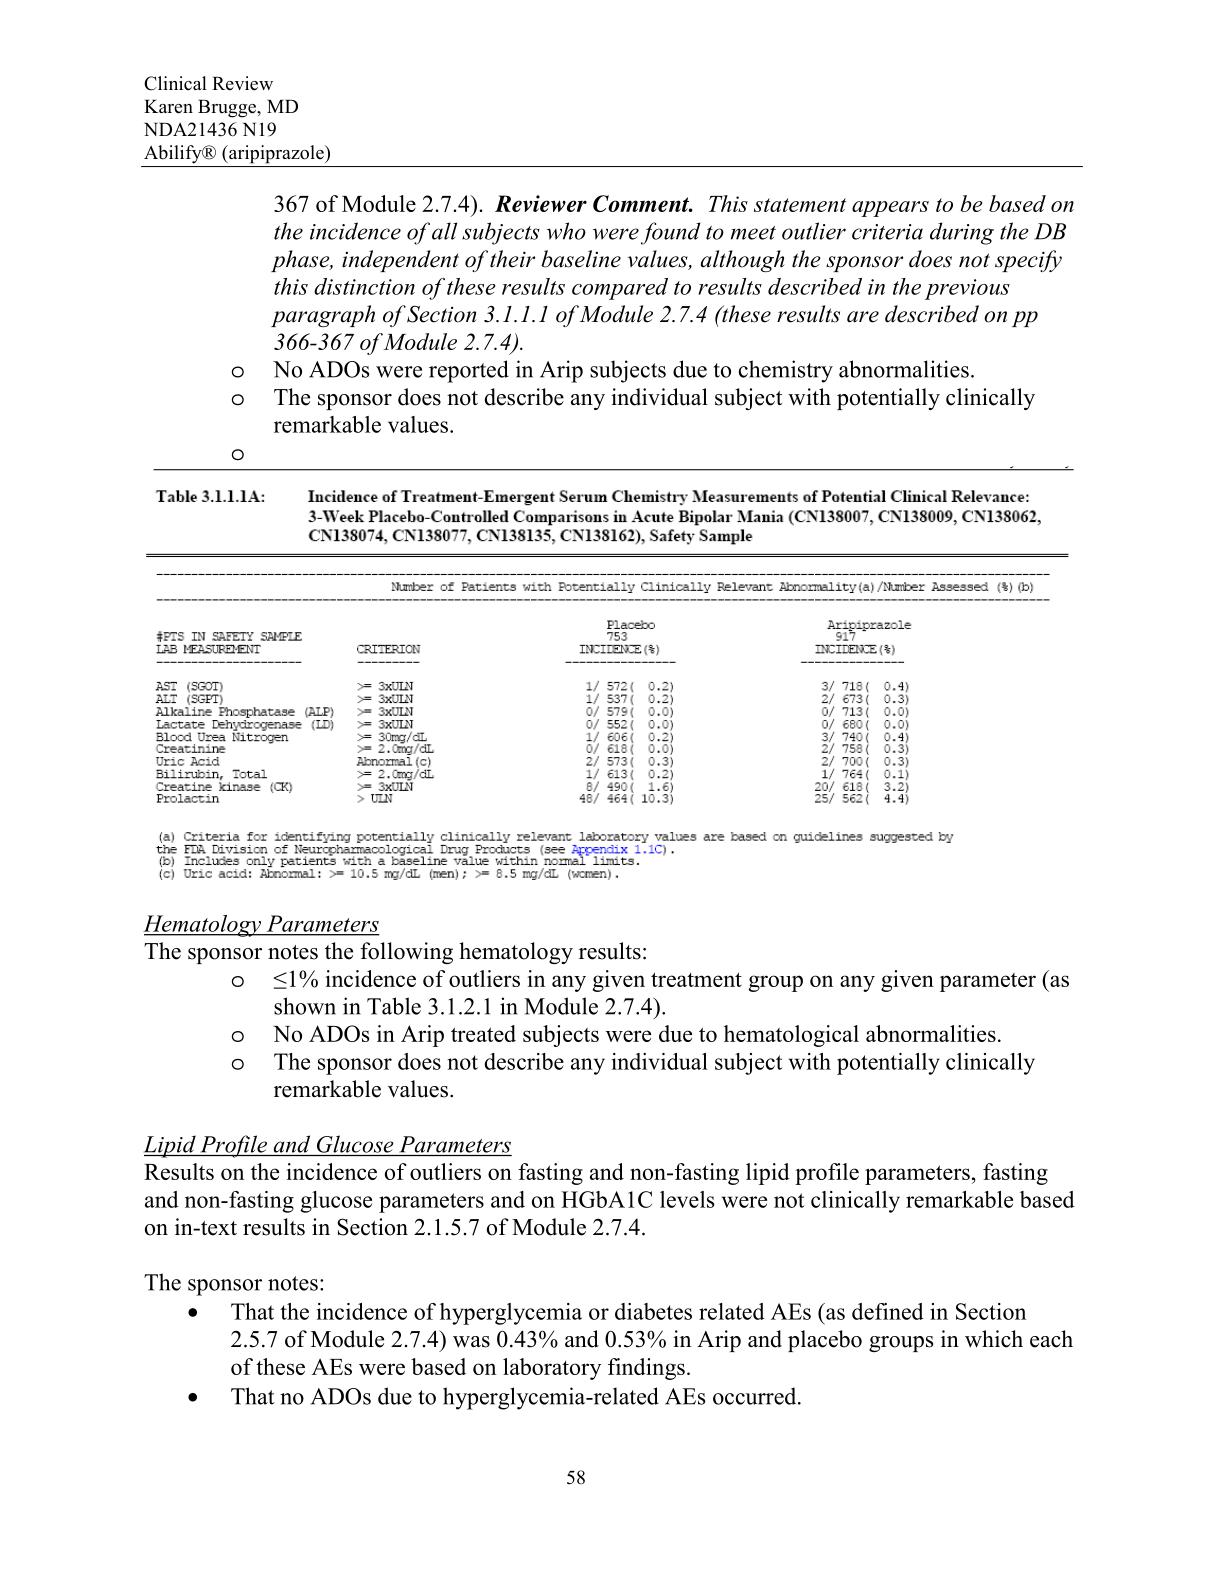 Clinical Review
Karen Brugge, MD
NDA21436 N19
Abilify® (aripiprazole)
367 of Module 2.7.4). Reviewer Comment. This statement appears to be based on
the incidence of all subjects who were found to meet outlier criteria during the DB
phase, independent of their baseline values, although the sponsor does not specify
this distinction of these results compared to results described in the previous
paragraph of Section 3.1.1.1 of Module 2.7.4 (these results are described on pp
366-367 of Module 2.7.4).
o No ADOs were reported in Arip subjects due to chemistry abnormalities.
o The sponsor does not describe any individual subject with potentially clinically
remarkable values.
o
Table 3.1.1.1A: Incidence of Treatment-Emergent Serum Chemistry Measurements of Potential Clinical Relevance:
3-Week Placebo-Controlled Comparisons in Acute Bipolar Mania (CN138007, CN138009, CN138062,
CN138074, CN138077, CN138135, CN138162), Safety Sample
Number of Patients with Potentially Clinically Relevant Abnormality(a)/Number Assessed (%)(b)
Placebo Aripiprazole
#PTS IN SAFETY SAMPLE 753 917
LAB MEASUREMENT CRITERION INCIDENCE(%) INCIDENCE(%)
AST (SGOT) >= 3xULN 1/ 572( 0.2) 3/ 718( 0.4)
ALT (SGPT) >= 3xULN 1/ 537( 0.2) 2/ 673( 0.3)
Alkaline Phosphatase (ALP) >= 3xULN 0/ 579( 0.0) 0/ 713( 0.0)
Lactate Dehydrogenase (LD) >= 3xULN 0/ 552( 0.0) 0/ 680( 0.0)
Blood Urea Nitrogen >= 30mg/dL 1/ 606( 0.2) 3/ 740( 0.4)
Creatinine >= 2.0mg/dL 0/ 618( 0.0) 2/ 758( 0.3)
Uric Acid Abnormal(c) 2/ 573( 0.3) 2/ 700( 0.3)
Bilirubin, Total >= 2.0mg/dL 1/ 613( 0.2) 1/ 764( 0.1)
Creatine kinase (CK) >= 3xULN 8/ 490( 1.6) 20/ 618( 3.2)
Prolactin > ULN 48/ 464( 10.3) 25/ 562( 4.4)
(a) Criteria for identifying potentially clinically relevant laboratory values are based on guidelines suggested by
the FDA Division of Neuropharmacological Drug Products (see Appendix 1.1C).
(b) Includes only patients with a baseline value within normal limits.
(c) Uric acid: Abnormal: >= 10.5 mg/dL (men); >= 8.5 mg/dL (women).
Hematology Parameters
The sponsor notes the following hematology results:
o ≤1% incidence of outliers in any given treatment group on any given parameter (as
shown in Table 3.1.2.1 in Module 2.7.4).
o No ADOs in Arip treated subjects were due to hematological abnormalities.
o The sponsor does not describe any individual subject with potentially clinically
remarkable values.
Lipid Profile and Glucose Parameters
Results on the incidence of outliers on fasting and non-fasting lipid profile parameters, fasting
and non-fasting glucose parameters and on HGbA1C levels were not clinically remarkable based
on in-text results in Section 2.1.5.7 of Module 2.7.4.
The sponsor notes:
• That the incidence of hyperglycemia or diabetes related AEs (as defined in Section
2.5.7 of Module 2.7.4) was 0.43% and 0.53% in Arip and placebo groups in which each
of these AEs were based on laboratory findings.
• That no ADOs due to hyperglycemia-related AEs occurred.
58